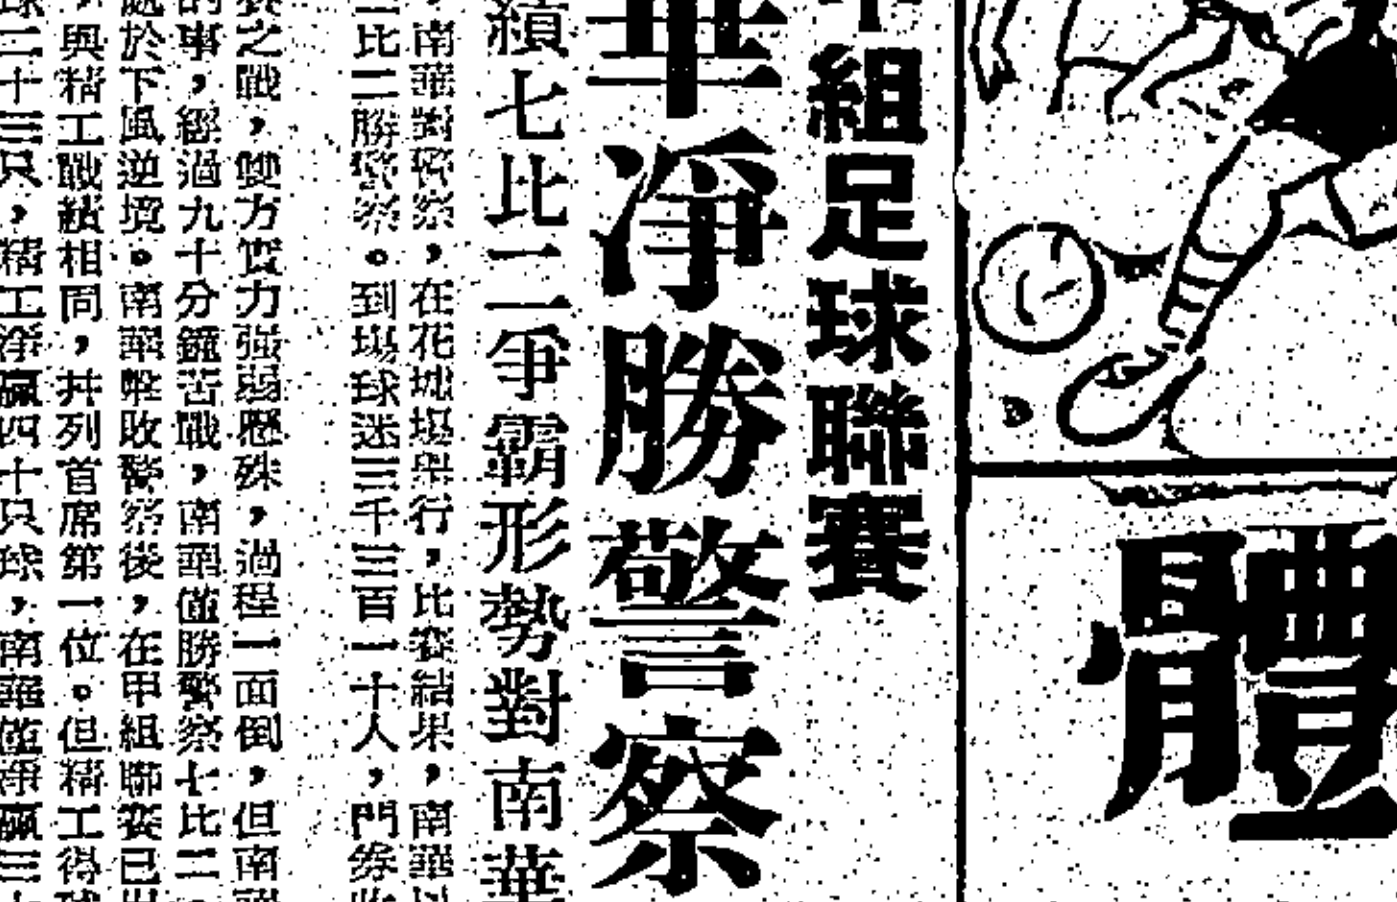 體
組足球聯賽
華淨勝警察
績七比二爭霸形勢對南華
，南華對警察，在花墟場舉行，比賽結果，南華以
比二勝警察。到場球迷三千三百一十人，門券收
賽之戰，雙方實力強弱懸殊，過程一面倒，但南華
的事，經過九十分鐘苦戰，南華僅勝警察七比二。
處於下風逆境。南華擊敗警察後，在甲組聯賽已
，與精工戰績相同，并列首席第一位。但精工得球
球二十三只，精工淨贏四十只球，南華僅淨贏三十